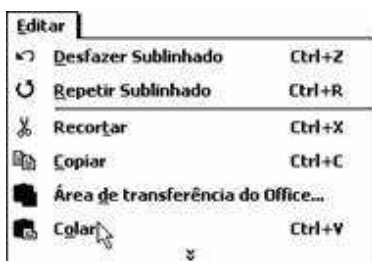 Editar
Desfazer Sublinhado Ctrl+Z
Repetir Sublinhado Ctrl+R
Recortar Ctrl+X
Copiar Ctrl+C
Área de transferência do Office...
Colar Ctrl+V